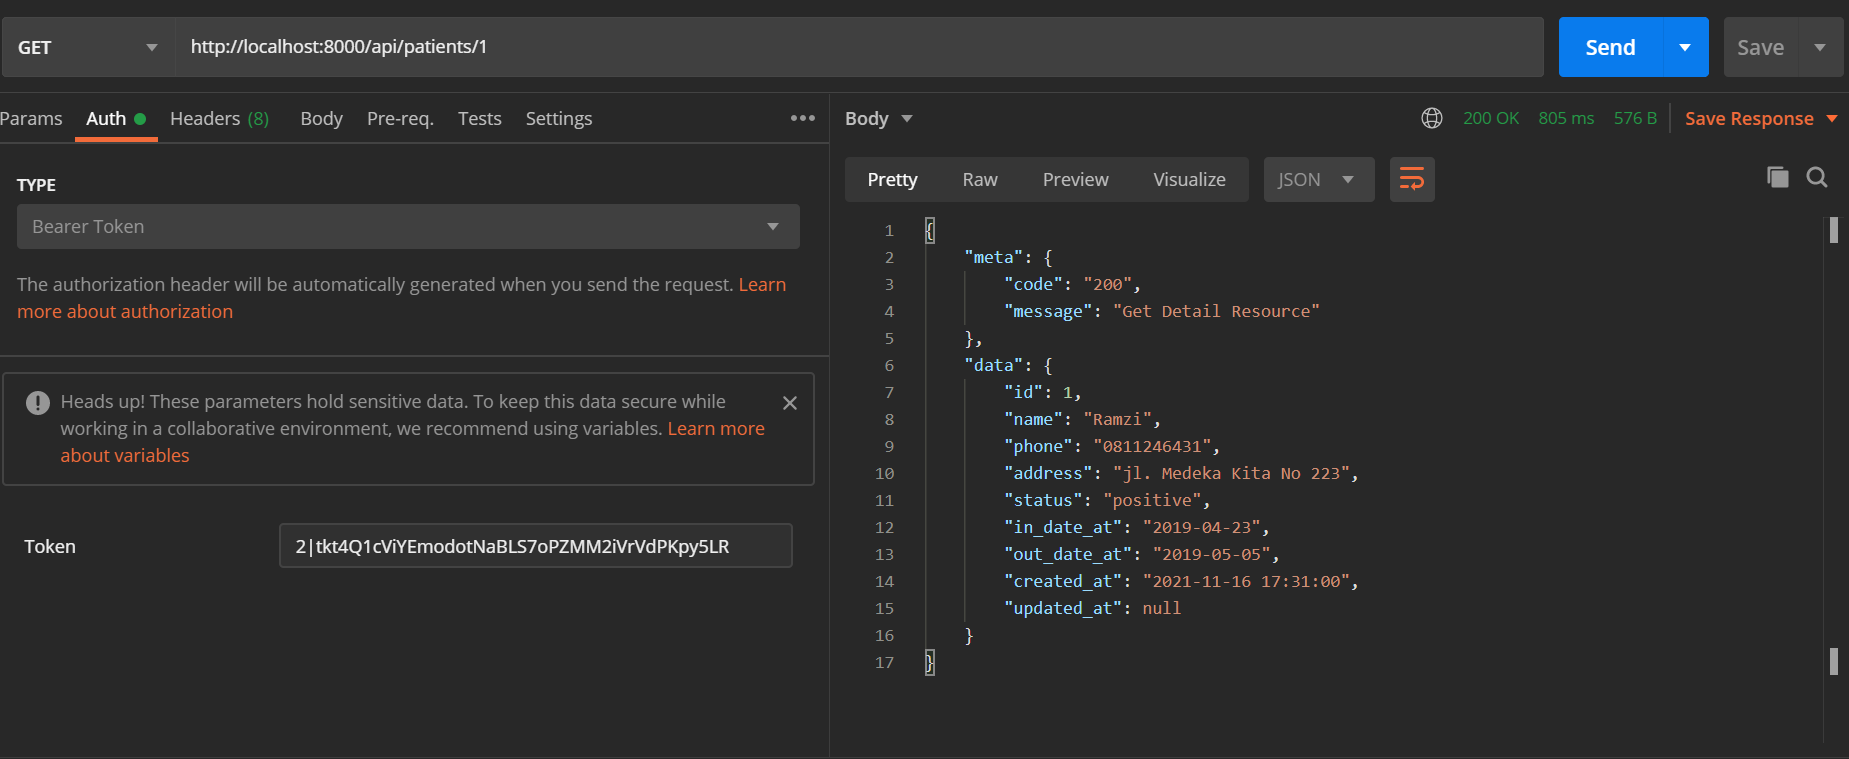 GET http://localhost:8000/api/patients/1 Send Save
Params Auth Headers (8) Body Pre-req. Tests Settings
TYPE
Bearer Token
The authorization header will be automatically generated when you send the request. Learn
more about authorization
Heads up! These parameters hold sensitive data. To keep this data secure while
working in a collaborative environment, we recommend using variables. Learn more
about variables
Token 2|tkt4Q1cViYEmodotNaBLS7oPZMM2iVrVdPKpy5LR
Body 200 OK 805 ms 576 B Save Response
Pretty Raw Preview Visualize JSON
1 {
2 "meta": {
3 "code": "200",
4 "message": "Get Detail Resource"
5 },
6 "data": {
7 "id": 1,
8 "name": "Ramzi",
9 "phone": "0811246431",
10 "address": "jl. Medeka Kita No 223",
11 "status": "positive",
12 "in_date_at": "2019-04-23",
13 "out_date_at": "2019-05-05",
14 "created_at": "2021-11-16 17:31:00",
15 "updated_at": null
16 }
17 }